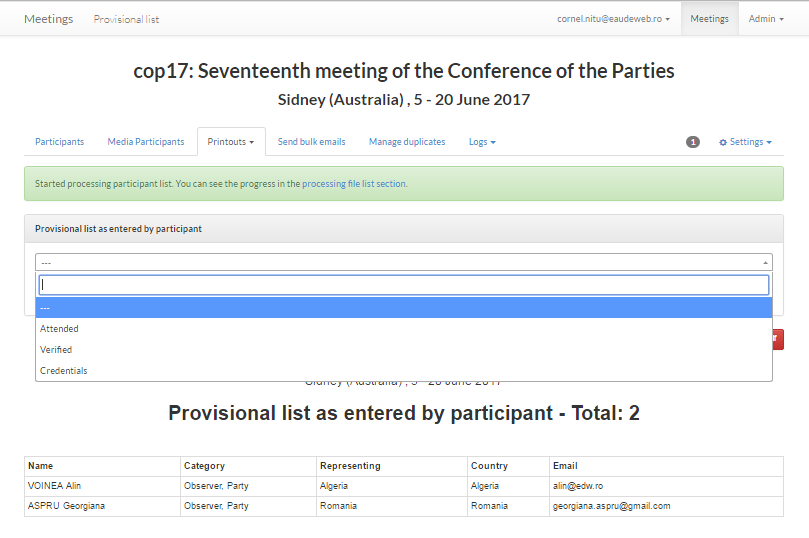 Meetings Provisional list cornel.nitu@eaudeweb.ro Meetings Admin
cop17: Seventeenth meeting of the Conference of the Parties
Sidney (Australia) , 5 - 20 June 2017
Participants Media Participants Printouts Send bulk emails Manage duplicates Logs 1 Settings
Started processing participant list. You can see the progress in the processing file list section.
Provisional list as entered by participant
---
---
Attended
Verified
Credentials
Sidney (Australia) , 5 - 20 June 2017
Provisional list as entered by participant - Total: 2
Name Category Representing Country Email
VOINEA Alin Observer, Party Algeria Algeria alin@edw.ro
ASPRU Georgiana Observer, Party Romania Romania georgiana.aspru@gmail.com